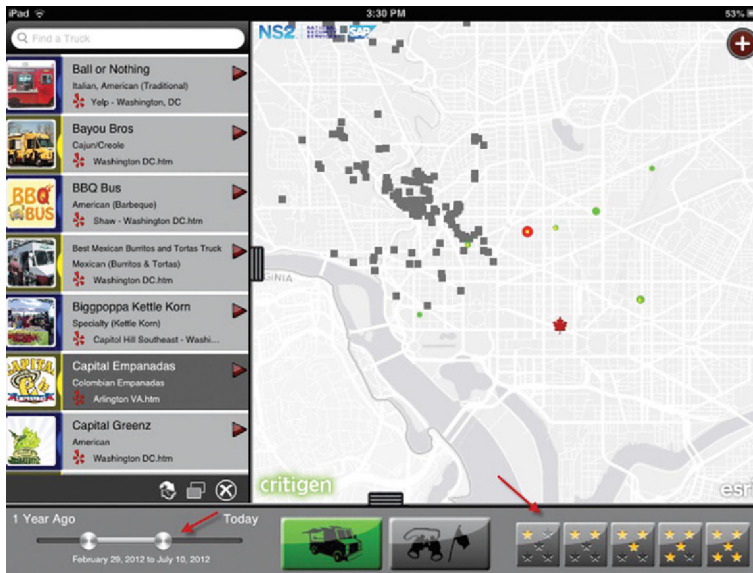 iPad
3:30 PM
53%
Find a Truck
NS2
SAP
Ball or Nothing
Italian, American (Traditional)
Yelp - Washington, DC
Bayou Bros
Cajun/Creole
Washington DC.htm
BBQ BUS
BBQ Bus
American (Barbeque)
Shaw - Washington DC.htm
Best Mexican Burritos and Tortas Truck
Mexican (Burritos & Tortas)
Washington DC.htm
GINIA
Biggpoppa Kettle Korn
Specialty (Kettle Korn)
Capitol Hill Southeast - Washi...
CAPITAL
Capital Empanadas
Colombian Empanadas
Arlington VA.htm
Capital Greenz
American
Washington DC.htm
critigen
esri
1 Year Ago
Today
February 29, 2012 to July 10, 2012